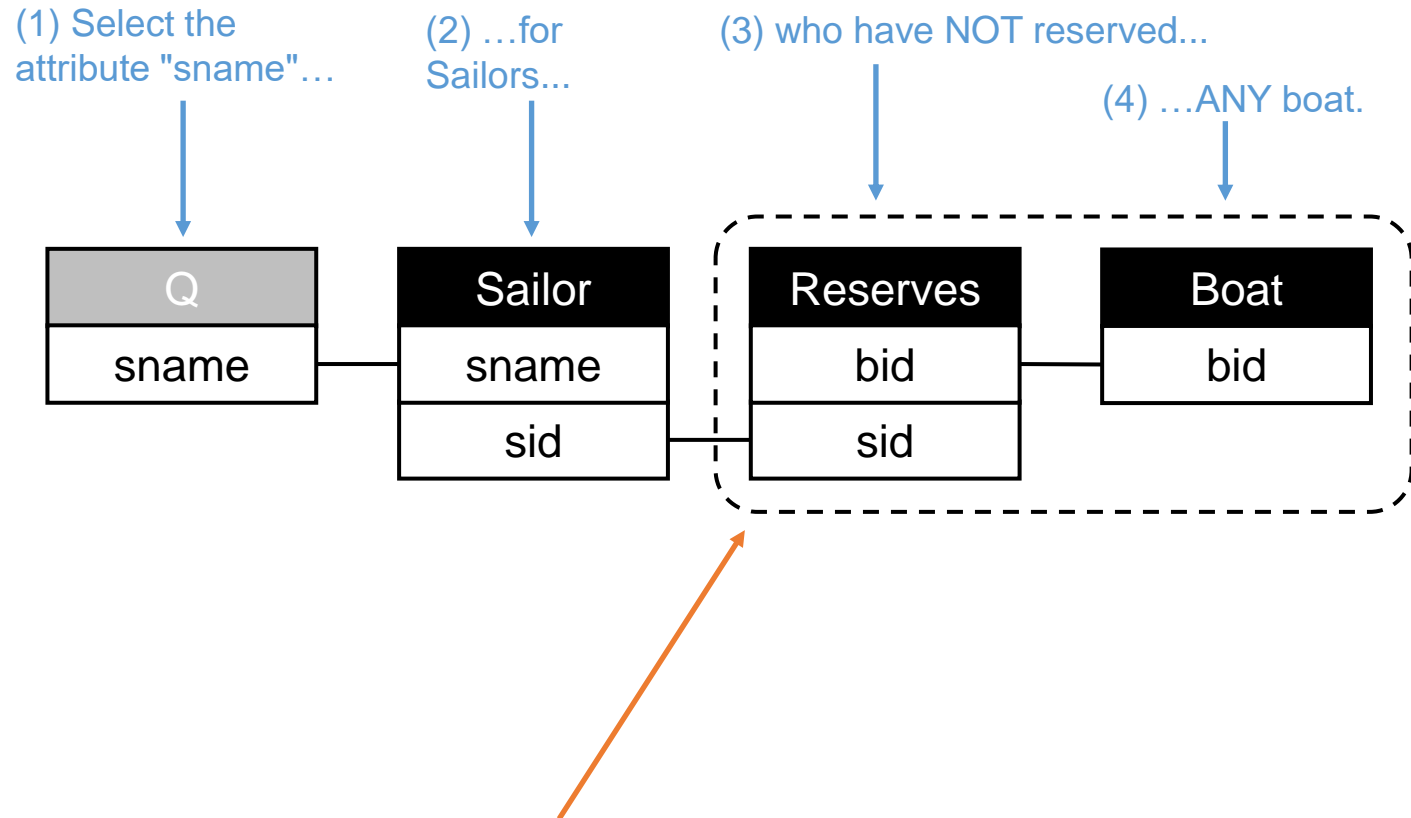 (1) Select the
attribute "sname"…
(2) …for
Sailors...
(3) who have NOT reserved...
(4) …ANY boat.
Q
sname
Sailor
sname
sid
Reserves
bid
sid
Boat
bid